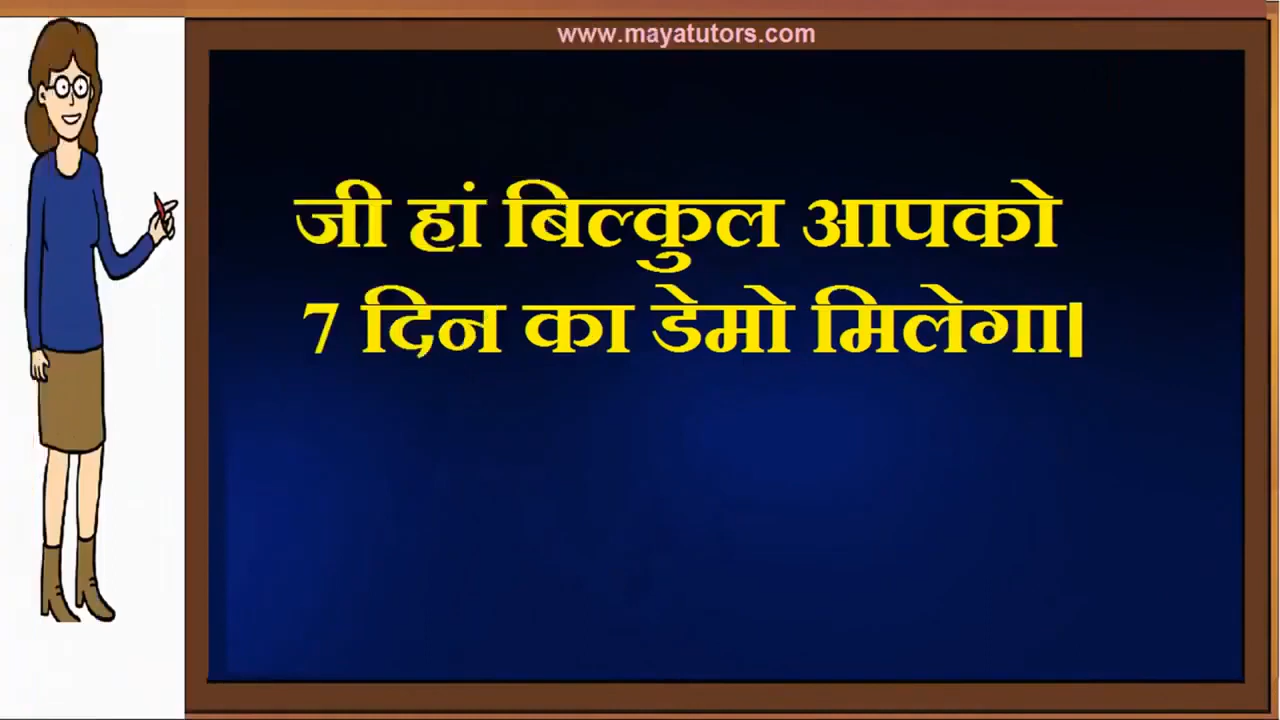 www.mayatutors.com
जी हां बिल्कुल आपको
7 दिन का डेमो मिलेगा।